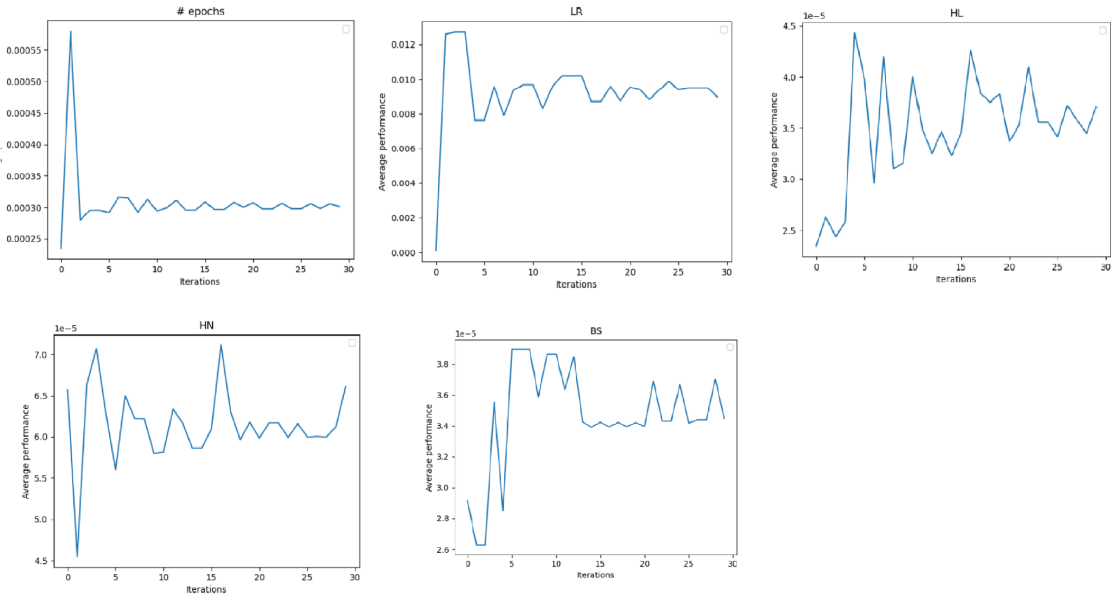 # epochs
0.00055
0.00050
0.00045
0.00040
0.00035
0.00030
0.00025
0 5 10 15 20 25 30
Iterations
LR
Average performance
0.012
0.010
0.008
0.006
0.004
0.002
0.000
0 5 10 15 20 25 30
Iterations
HL
1e-5
Average performance
4.5
4.0
3.5
3.0
2.5
0 5 10 15 20 25 30
Iterations
HN
1e-5
Average performance
7.0
6.5
6.0
5.5
5.0
4.5
0 5 10 15 20 25 30
Iterations
BS
1e-5
Average performance
3.8
3.6
3.4
3.2
3.0
2.8
2.6
0 5 10 15 20 25 30
Iterations